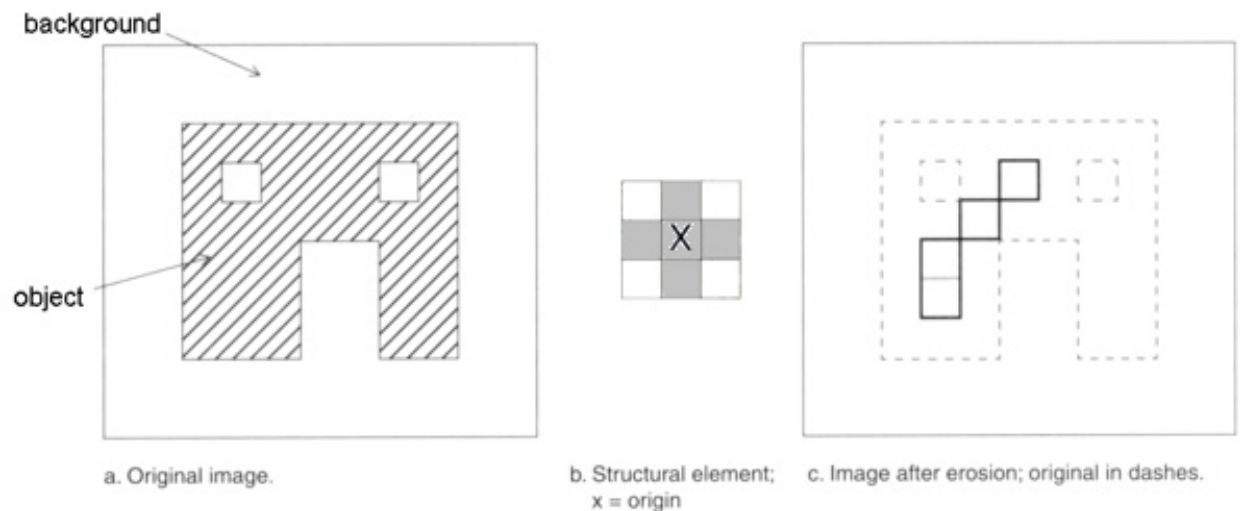 background
object
X
a. Original image.
b. Structural element;
x = origin
c. Image after erosion; original in dashes.